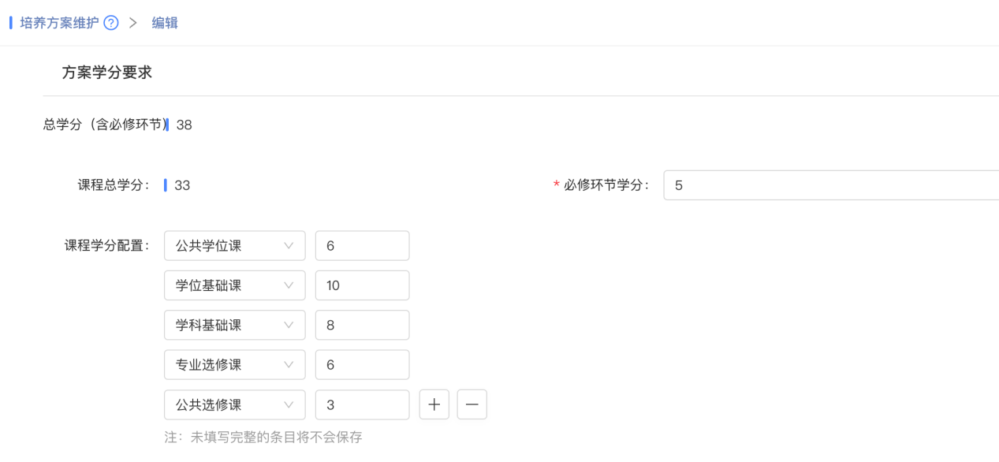 培养方案维护 ? > 编辑
方案学分要求
总学分（含必修环节） 38
课程总学分： 33 * 必修环节学分： 5
课程学分配置： 公共学位课 6
学位基础课 10
学科基础课 8
专业选修课 6
公共选修课 3 + —
注：未填写完整的条目将不会保存